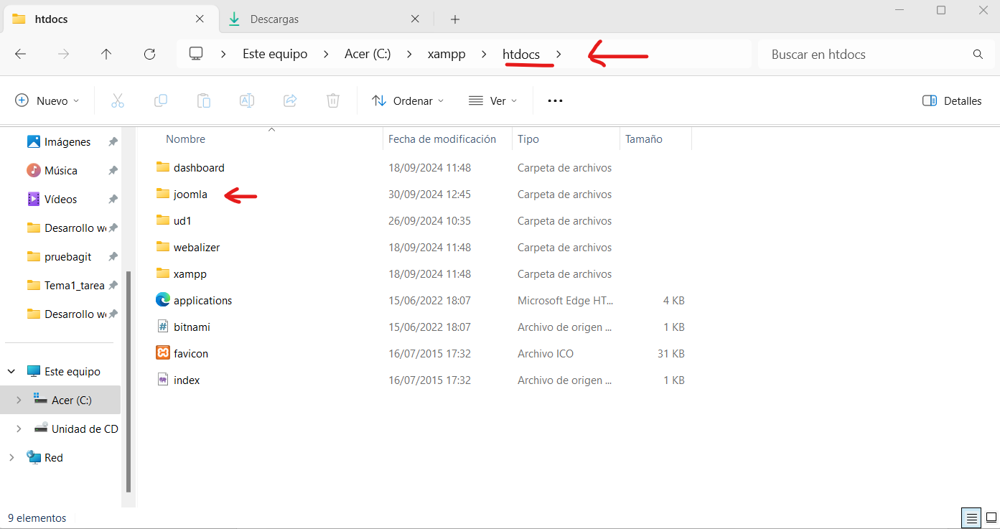 htdocs
Descargas
Este equipo > Acer (C:) > xampp > htdocs >
Buscar en htdocs
Nuevo
Ordenar
Ver
Detalles
Imágenes
Música
Vídeos
Desarrollo we
pruebagit
Tema1_tarea
Desarrollo we
Este equipo
Acer (C:)
Unidad de CD
Red
Nombre Fecha de modificación Tipo Tamaño
dashboard 18/09/2024 11:48 Carpeta de archivos
joomla 30/09/2024 12:45 Carpeta de archivos
ud1 26/09/2024 10:35 Carpeta de archivos
webalizer 18/09/2024 11:48 Carpeta de archivos
xampp 18/09/2024 11:48 Carpeta de archivos
applications 15/06/2022 18:07 Microsoft Edge HT... 4 KB
bitnami 15/06/2022 18:07 Archivo de origen ... 1 KB
favicon 16/07/2015 17:32 Archivo ICO 31 KB
index 16/07/2015 17:32 Archivo de origen ... 1 KB
9 elementos